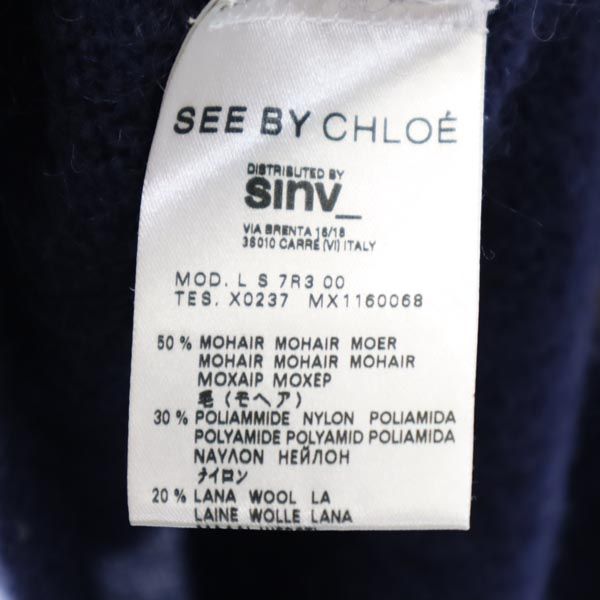 SEE BY CHLOÉ
DISTRIBUTED BY
sinv_
VIA BRENTA 16/18
36010 CARRÈ (VI) ITALY
MOD. L S 7R3 00
TES. X0237 MX1160068
50 % MOHAIR MOHAIR MOER
MOHAIR MOHAIR MOHAIR
MOXAIP MOXEP
毛 (モヘア)
30 % POLIAMMIDE NYLON POLIAMIDA
POLYAMIDE POLYAMID POLIAMIDA
ΝΑΥΛΟΝ НЕЙЛОН
ナイロン
20 % LANA WOOL LA
LAINE WOLLE LANA